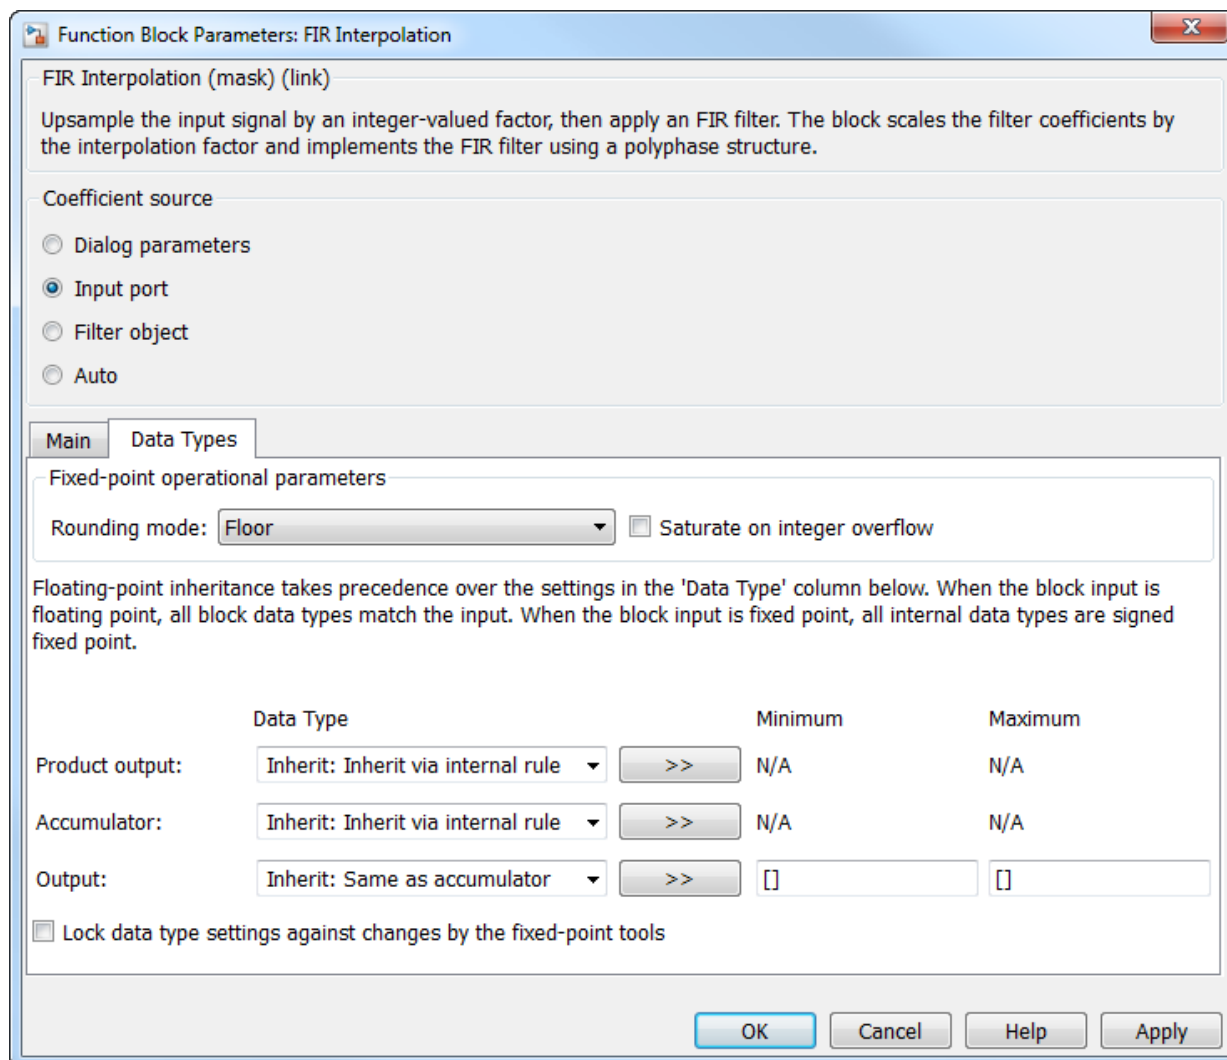 Function Block Parameters: FIR Interpolation
X
FIR Interpolation (mask) (link)
Upsample the input signal by an integer-valued factor, then apply an FIR filter. The block scales the filter coefficients by
the interpolation factor and implements the FIR filter using a polyphase structure.
Coefficient source
Dialog parameters
Input port
Filter object
Auto
Main Data Types
Fixed-point operational parameters
Rounding mode: Floor Saturate on integer overflow
Floating-point inheritance takes precedence over the settings in the 'Data Type' column below. When the block input is
floating point, all block data types match the input. When the block input is fixed point, all internal data types are signed
fixed point.
Data Type Minimum Maximum
Product output: Inherit: Inherit via internal rule >> N/A N/A
Accumulator: Inherit: Inherit via internal rule >> N/A N/A
Output: Inherit: Same as accumulator >> [] []
Lock data type settings against changes by the fixed-point tools
OK Cancel Help Apply